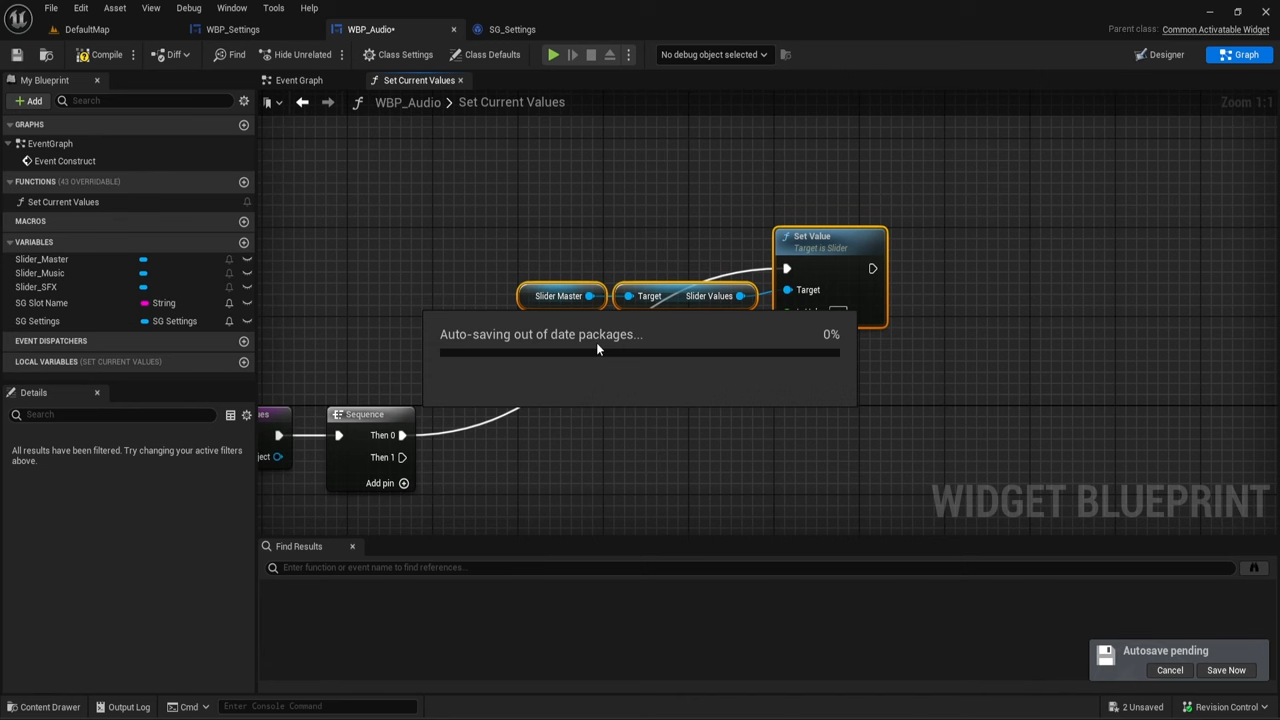 File Edit Asset View Debug Window Tools Help
DefaultMap WBP_Settings WBP_Audio• SG_Settings
Parent class: Common Activatable Widget
Compile Diff Find Hide Unrelated Class Settings Class Defaults No debug object selected Designer Graph
My Blueprint Event Graph Set Current Values
Add Search WBP_Audio Set Current Values Zoom 1:1
GRAPHS
EventGraph
Event Construct
FUNCTIONS (43 OVERRIDABLE)
Set Current Values
MACROS
VARIABLES
Slider_Master
Slider_Music
Slider_SFX
SG Slot Name String
SG Settings SG Settings
EVENT DISPATCHERS
LOCAL VARIABLES (SET CURRENT VALUES)
Details
Search
All results have been filtered. Try changing your active filters
above.
Set Value
Target is Slider
Target
Slider Master Target Slider Values
Auto-saving out of date packages... 0%
Sequence
Then 0
Then 1
Add pin
WIDGET BLUEPRINT
Find Results
Enter function or event name to find references...
Autosave pending
Cancel Save Now
Content Drawer Output Log Cmd Enter Console Command 2 Unsaved Revision Control